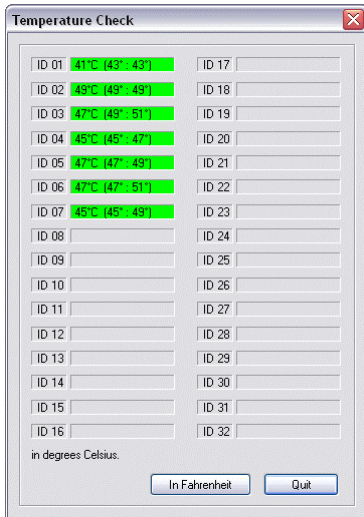 Temperature Check
ID 01 41°C (43° : 43°) ID 17
ID 02 49°C (49° : 49°) ID 18
ID 03 47°C (49° : 51°) ID 19
ID 04 45°C (45° : 47°) ID 20
ID 05 47°C (47° : 49°) ID 21
ID 06 47°C (47° : 51°) ID 22
ID 07 45°C (45° : 49°) ID 23
ID 08 ID 24
ID 09 ID 25
ID 10 ID 26
ID 11 ID 27
ID 12 ID 28
ID 13 ID 29
ID 14 ID 30
ID 15 ID 31
ID 16 ID 32
in degrees Celsius.
In Fahrenheit Quit